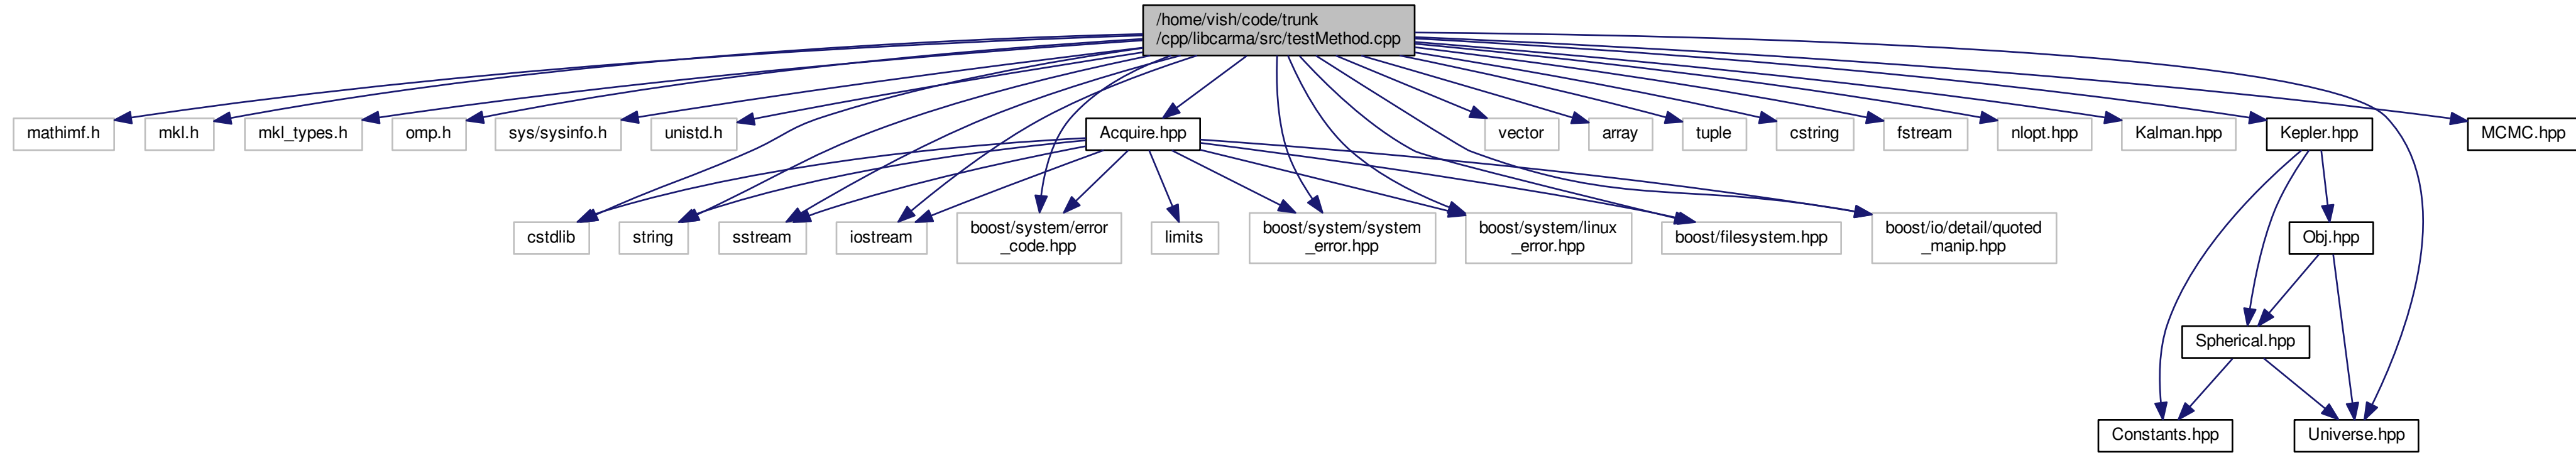 /home/vish/code/trunk
/cpp/libcarma/src/testMethod.cpp
mathimf.h
mkl.h
mkl_types.h
omp.h
sys/sysinfo.h
unistd.h
Acquire.hpp
vector
array
tuple
cstring
fstream
nlopt.hpp
Kalman.hpp
Kepler.hpp
MCMC.hpp
cstdlib
string
sstream
iostream
boost/system/error
_code.hpp
limits
boost/system/system
_error.hpp
boost/system/linux
_error.hpp
boost/filesystem.hpp
boost/io/detail/quoted
_manip.hpp
Obj.hpp
Spherical.hpp
Constants.hpp
Universe.hpp